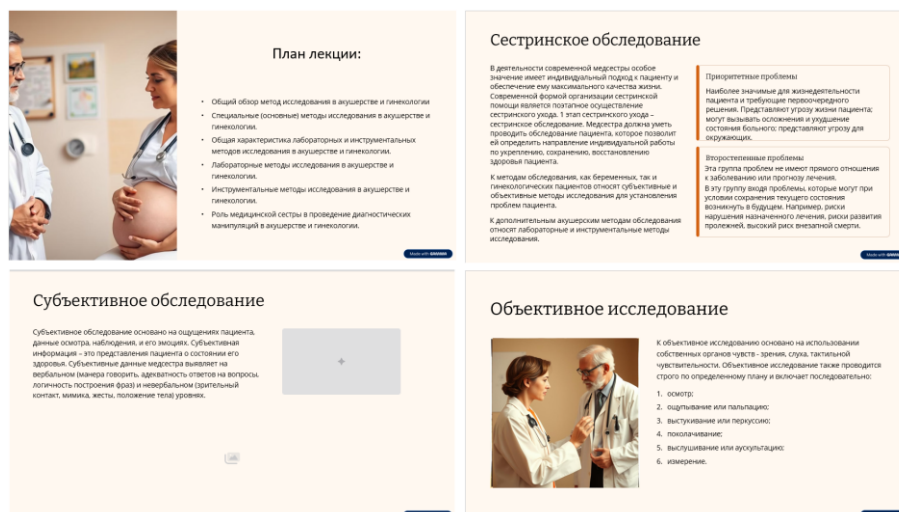 План лекции:
• Общий обзор метод исследования в акушерстве и гинекологии
• Специальные (основные) методы исследования в акушерстве и
гинекологии.
• Общая характеристика лабораторных и инструментальных
методов исследования в акушерстве и гинекологии.
• Лабораторные методы исследования в акушерстве и
гинекологии.
• Инструментальные методы исследования в акушерстве и
гинекологии.
• Роль медицинской сестры в проведение диагностических
манипуляций в акушерстве и гинекологии.
Made with GAMMA
Сестринское обследование
В деятельности современной медсестры особое
значение имеет индивидуальный подход к пациенту и
обеспечение ему максимального качества жизни.
Современной формой организации сестринской
помощи является поэтапное осуществление
сестринского ухода. 1 этап сестринского ухода –
сестринское обследование. Медсестра должна уметь
проводить обследование пациента, которое позволит
ей определить направление индивидуальной работы
по укреплению, сохранению, восстановлению
здоровья пациента.
К методам обследования, как беременных, так и
гинекологических пациентов относят субъективные и
объективные методы исследования для установления
проблем пациента.
К дополнительным акушерским методам обследования
относят лабораторные и инструментальные методы
исследования.
Приоритетные проблемы
Наиболее значимые для жизнедеятельности
пациента и требующие первоочередного
решения. Представляют угрозу жизни пациента;
могут вызывать осложнения и ухудшение
состояния больного; представляют угрозу для
окружающих.
Второстепенные проблемы
Эта группа проблем не имеют прямого отношения
к заболеванию или прогнозу лечения.
В эту группу входя проблемы, которые могут при
условии сохранения текущего состояния
возникнуть в будущем. Например, риски
нарушения назначенного лечения, риски развития
пролежней, высокий риск внезапной смерти.
Made with GAMMA
Субъективное обследование
Субъективное обследование основано на ощущениях пациента,
данные осмотра, наблюдения, и его эмоциях. Субъективная
информация – это представления пациента о состоянии его
здоровья. Субъективные данные медсестра выявляет на
вербальном (манера говорить, адекватность ответов на вопросы,
логичность построения фраз) и невербальном (зрительный
контакт, мимика, жесты, положение тела) уровнях.
Объективное исследование
К объективное исследованию основано на использовании
собственных органов чувств - зрения, слуха, тактильной
чувствительности. Объективное исследование также проводится
строго по определенному плану и включает последовательно:
1. осмотр;
2. ощупывание или пальпацию;
3. выстукивание или перкуссию;
4. поколачивание;
5. выслушивание или аускультацию;
6. измерение.